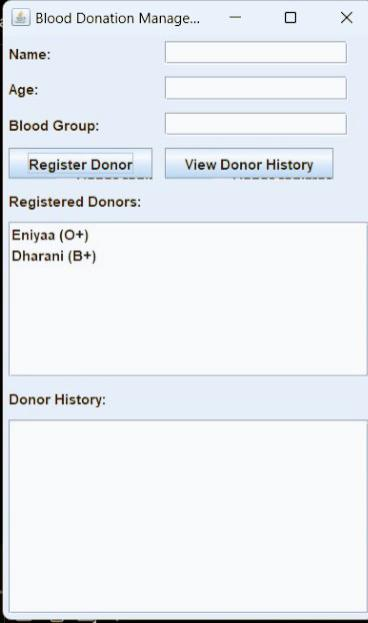 Blood Donation Manage...
Name:
Age:
Blood Group:
Register Donor View Donor History
Registered Donors:
Eniyaa (O+)
Dharani (B+)
Donor History: